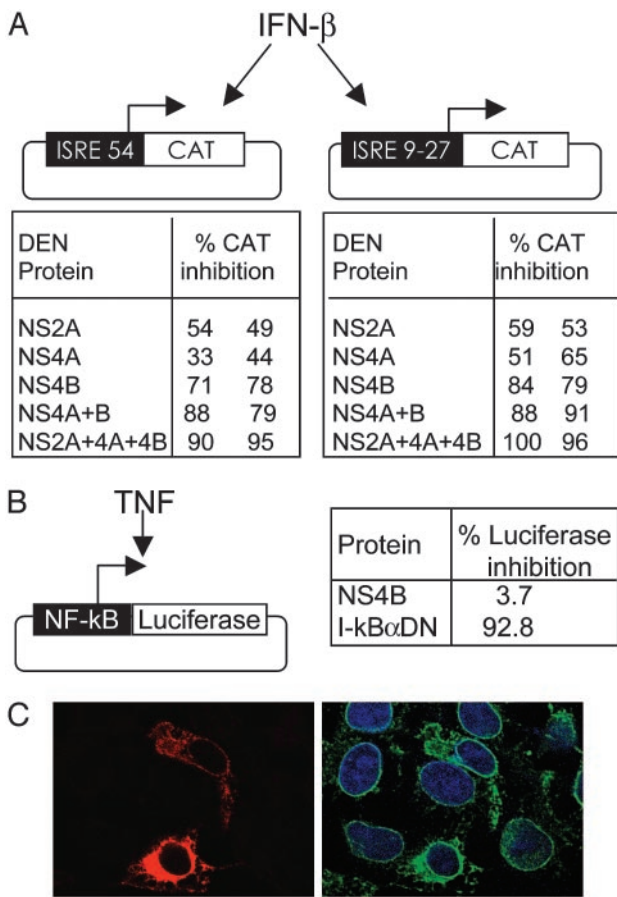 A
IFN-β
ISRE 54 CAT
ISRE 9-27 CAT
DEN Protein % CAT inhibition
NS2A 54 49
NS4A 33 44
NS4B 71 78
NS4A+B 88 79
NS2A+4A+4B 90 95
DEN Protein % CAT inhibition
NS2A 59 53
NS4A 51 65
NS4B 84 79
NS4A+B 88 91
NS2A+4A+4B 100 96
B
TNF
NF-kB Luciferase
Protein % Luciferase inhibition
NS4B 3.7
I-kBαDN 92.8
C